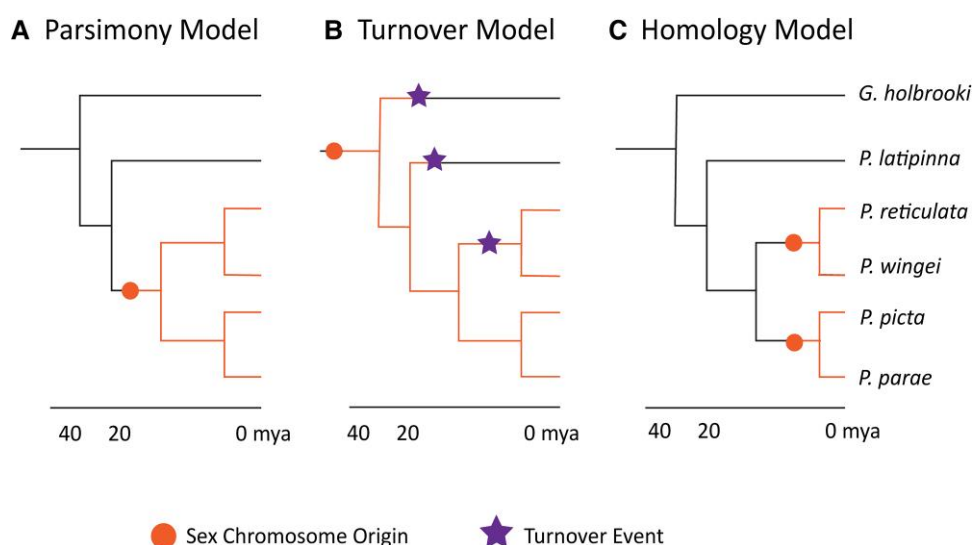 A Parsimony Model
B Turnover Model
C Homology Model
G. holbrooki
P. latipinna
P. reticulata
P. wingei
P. picta
P. parae
40 20 0 mya
40 20 0 mya
40 20 0 mya
Sex Chromosome Origin
Turnover Event